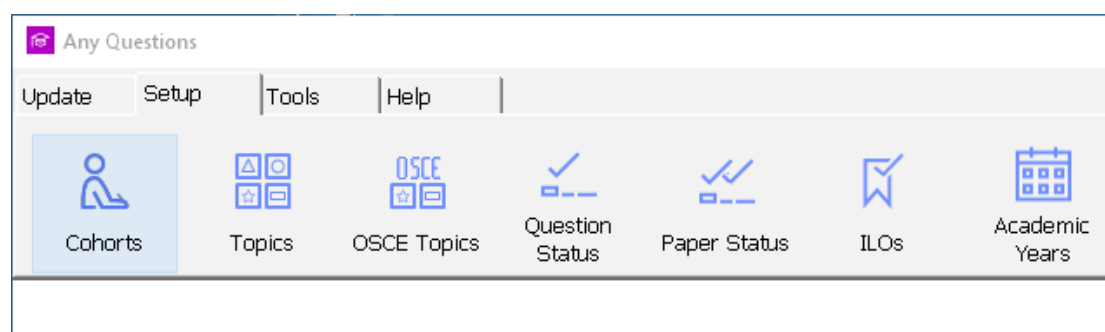 Any Questions
Update Setup Tools Help
OSCE
Cohorts Topics OSCE Topics Question Status Paper Status ILOs Academic Years